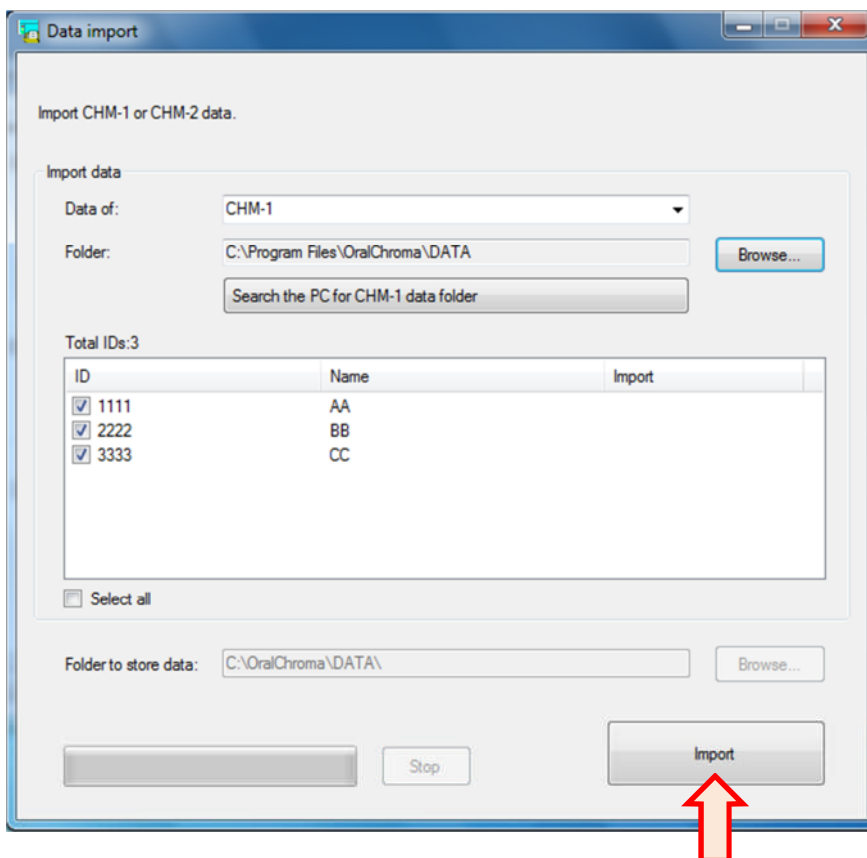 Data import
Import CHM-1 or CHM-2 data.
Import data
Data of: CHM-1
Folder: C:\Program Files\OralChroma\DATA Browse...
Search the PC for CHM-1 data folder
Total IDs:3
ID Name Import
1111 AA
2222 BB
3333 CC
Select all
Folder to store data: C:\OralChroma\DATA\ Browse...
Stop Import